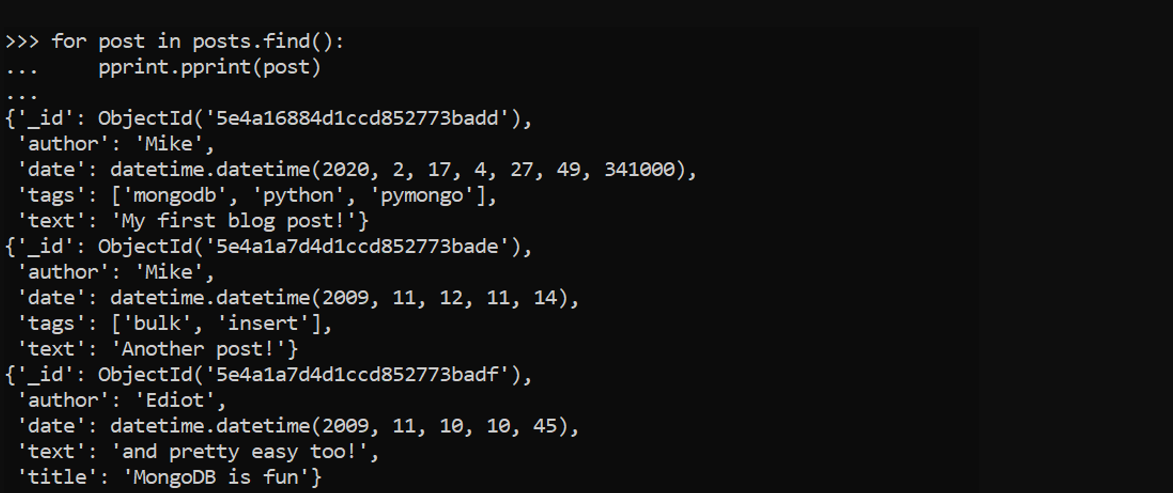 >>> for post in posts.find():
...     pprint.pprint(post)
...
{'_id': ObjectId('5e4a16884d1ccd852773badd'),
 'author': 'Mike',
 'date': datetime.datetime(2020, 2, 17, 4, 27, 49, 341000),
 'tags': ['mongodb', 'python', 'pymongo'],
 'text': 'My first blog post!'}
{'_id': ObjectId('5e4a1a7d4d1ccd852773bade'),
 'author': 'Mike',
 'date': datetime.datetime(2009, 11, 12, 11, 14),
 'tags': ['bulk', 'insert'],
 'text': 'Another post!'}
{'_id': ObjectId('5e4a1a7d4d1ccd852773badf'),
 'author': 'Ediot',
 'date': datetime.datetime(2009, 11, 10, 10, 45),
 'text': 'and pretty easy too!',
 'title': 'MongoDB is fun'}